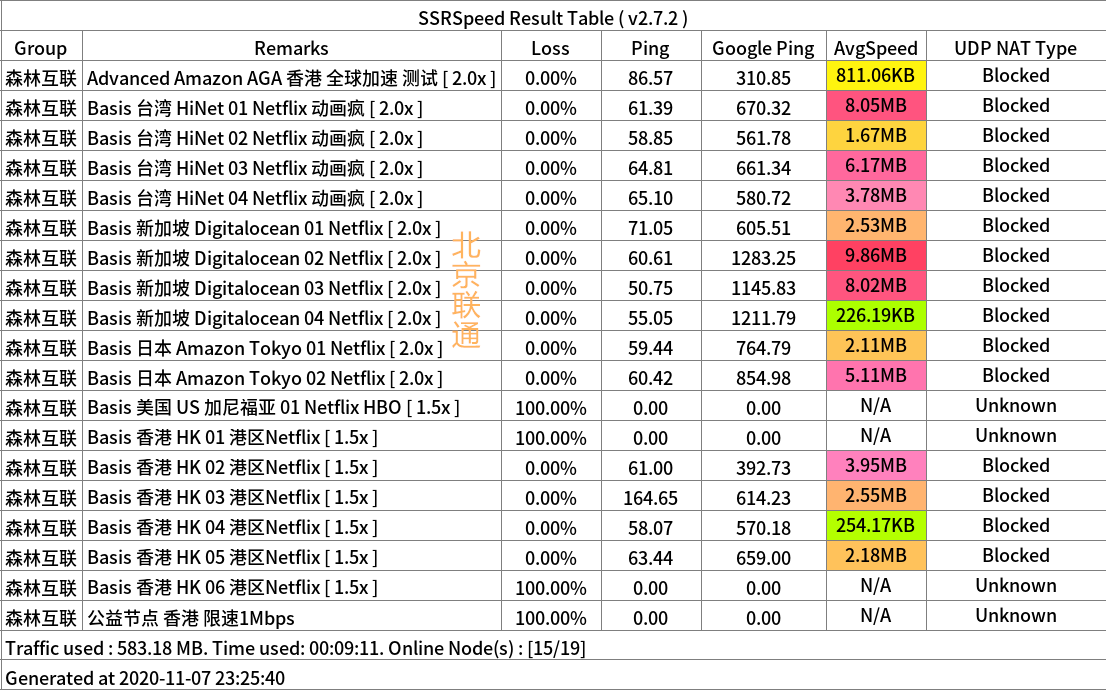 SSRSpeed Result Table ( v2.7.2 )
Group Remarks Loss Ping Google Ping AvgSpeed UDP NAT Type
森林互联 Advanced Amazon AGA 香港 全球加速 测试 [ 2.0x ] 0.00% 86.57 310.85 811.06KB Blocked
森林互联 Basis 台湾 HiNet 01 Netflix 动画疯 [ 2.0x ] 0.00% 61.39 670.32 8.05MB Blocked
森林互联 Basis 台湾 HiNet 02 Netflix 动画疯 [ 2.0x ] 0.00% 58.85 561.78 1.67MB Blocked
森林互联 Basis 台湾 HiNet 03 Netflix 动画疯 [ 2.0x ] 0.00% 64.81 661.34 6.17MB Blocked
森林互联 Basis 台湾 HiNet 04 Netflix 动画疯 [ 2.0x ] 0.00% 65.10 580.72 3.78MB Blocked
森林互联 Basis 新加坡 Digitalocean 01 Netflix [ 2.0x ] 0.00% 71.05 605.51 2.53MB Blocked
森林互联 Basis 新加坡 Digitalocean 02 Netflix [ 2.0x ] 0.00% 60.61 1283.25 9.86MB Blocked
森林互联 Basis 新加坡 Digitalocean 03 Netflix [ 2.0x ] 0.00% 50.75 1145.83 8.02MB Blocked
森林互联 Basis 新加坡 Digitalocean 04 Netflix [ 2.0x ] 0.00% 55.05 1211.79 226.19KB Blocked
森林互联 Basis 日本 Amazon Tokyo 01 Netflix [ 2.0x ] 0.00% 59.44 764.79 2.11MB Blocked
森林互联 Basis 日本 Amazon Tokyo 02 Netflix [ 2.0x ] 0.00% 60.42 854.98 5.11MB Blocked
森林互联 Basis 美国 US 加尼福亚 01 Netflix HBO [ 1.5x ] 100.00% 0.00 0.00 N/A Unknown
森林互联 Basis 香港 HK 01 港区Netflix [ 1.5x ] 100.00% 0.00 0.00 N/A Unknown
森林互联 Basis 香港 HK 02 港区Netflix [ 1.5x ] 0.00% 61.00 392.73 3.95MB Blocked
森林互联 Basis 香港 HK 03 港区Netflix [ 1.5x ] 0.00% 164.65 614.23 2.55MB Blocked
森林互联 Basis 香港 HK 04 港区Netflix [ 1.5x ] 0.00% 58.07 570.18 254.17KB Blocked
森林互联 Basis 香港 HK 05 港区Netflix [ 1.5x ] 0.00% 63.44 659.00 2.18MB Blocked
森林互联 Basis 香港 HK 06 港区Netflix [ 1.5x ] 100.00% 0.00 0.00 N/A Unknown
森林互联 公益节点 香港 限速1Mbps 100.00% 0.00 0.00 N/A Unknown
Traffic used : 583.18 MB. Time used: 00:09:11. Online Node(s) : [15/19]
Generated at 2020-11-07 23:25:40
北京联通